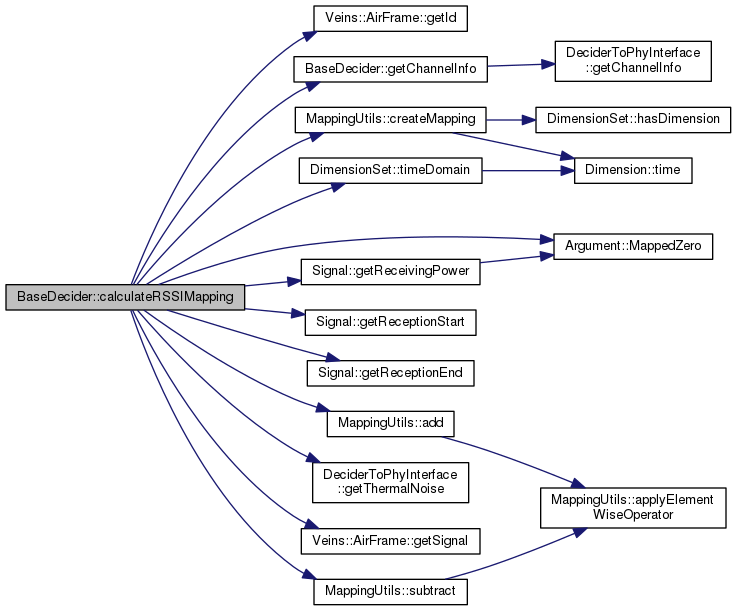 Veins::AirFrame::getId
BaseDecider::getChannelInfo
DeciderToPhyInterface
::getChannelInfo
MappingUtils::createMapping
DimensionSet::hasDimension
DimensionSet::timeDomain
Dimension::time
Argument::MappedZero
Signal::getReceivingPower
BaseDecider::calculateRSSIMapping
Signal::getReceptionStart
Signal::getReceptionEnd
MappingUtils::add
DeciderToPhyInterface
::getThermalNoise
MappingUtils::applyElement
WiseOperator
Veins::AirFrame::getSignal
MappingUtils::subtract